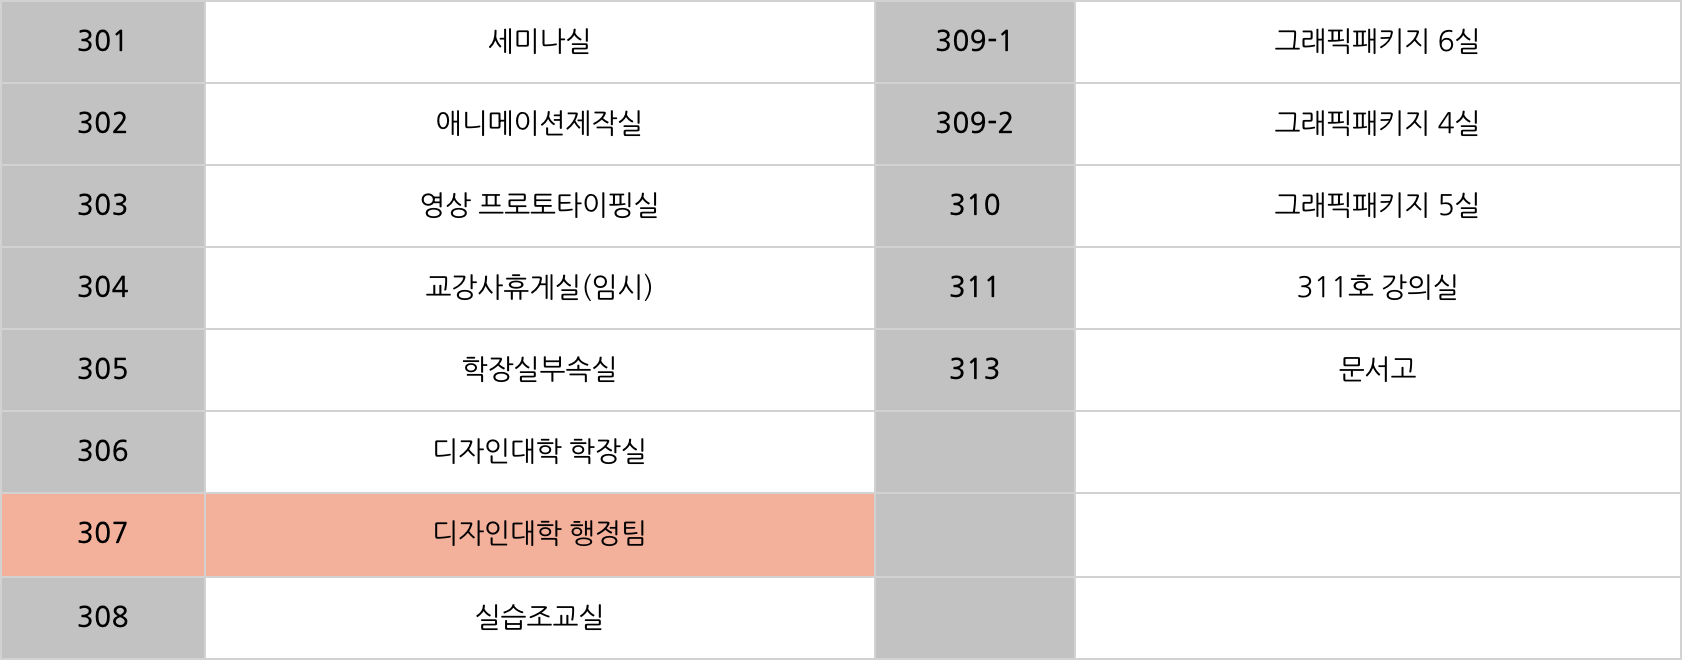 301 세미나실 309-1 그래픽패키지 6실
302 애니메이션제작실 309-2 그래픽패키지 4실
303 영상 프로토타이핑실 310 그래픽패키지 5실
304 교강사휴게실(임시) 311 311호 강의실
305 학장실부속실 313 문서고
306 디자인대학 학장실
307 디자인대학 행정팀
308 실습조교실